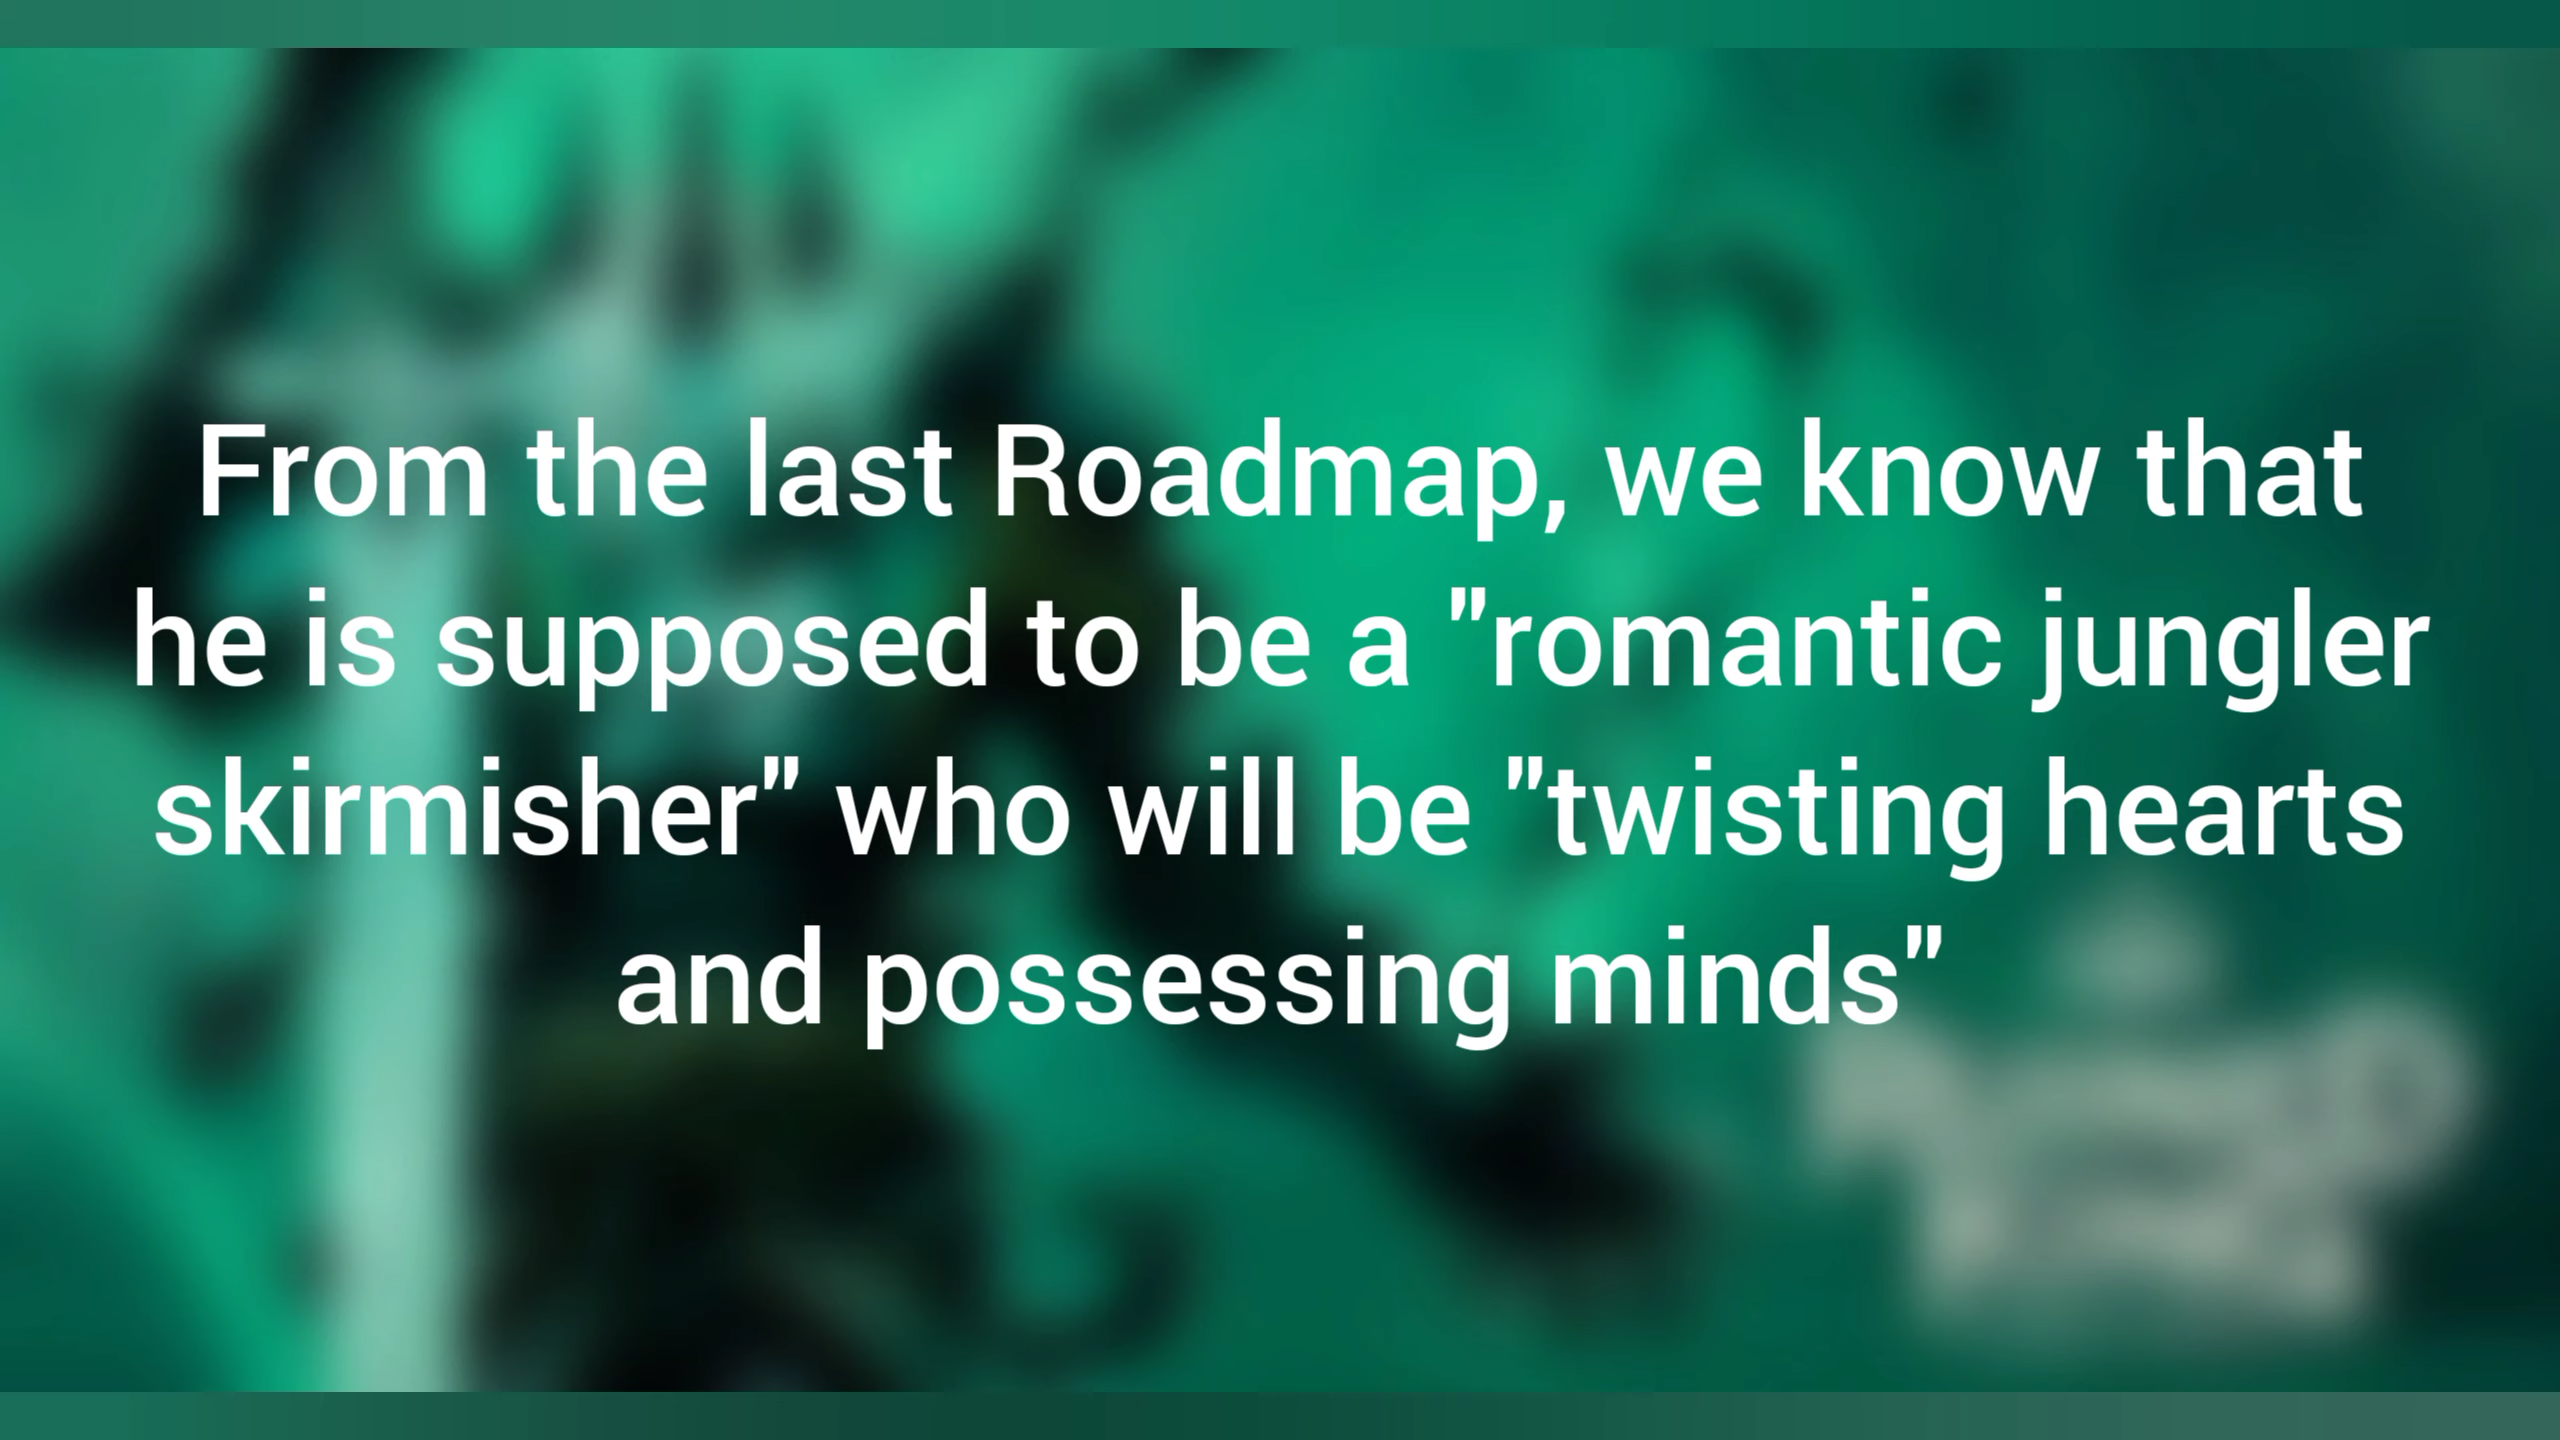 From the last Roadmap, we know that
he is supposed to be a "romantic jungler
skirmisher" who will be "twisting hearts
and possessing minds"